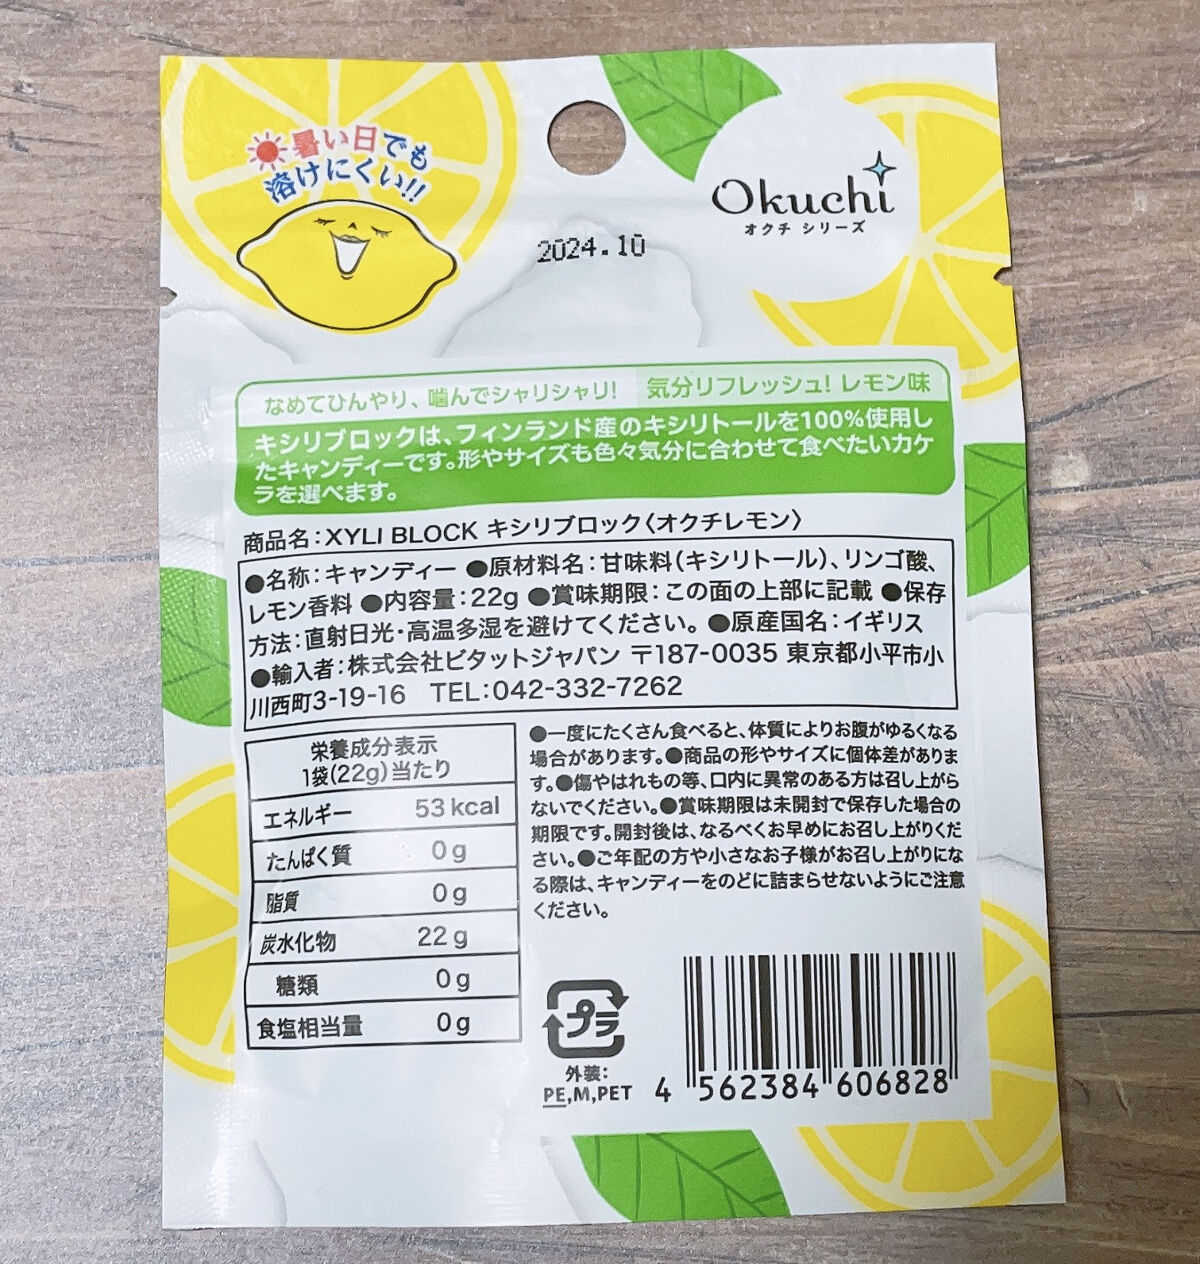 暑い日でも
溶けにくい!!
Okuchi
オクチ シリーズ
2024.10
なめてひんやり、噛んでシャリシャリ! 気分リフレッシュ! レモン味
キシリブロックは、フィンランド産のキシリトールを100%使用し
たキャンディーです。形やサイズも色々気分に合わせて食べたいカケ
ラを選べます。
商品名:XYLI BLOCK キシリブロック〈オクチレモン〉
●名称:キャンディー ●原材料名:甘味料(キシリトール)、リンゴ酸、
レモン香料 ●内容量:22g ●賞味期限:この面の上部に記載 ●保存
方法:直射日光・高温多湿を避けてください。 ●原産国名:イギリス
●輸入者:株式会社ビタットジャパン 〒187-0035 東京都小平市小
川西町3-19-16 TEL:042-332-7262
栄養成分表示
1袋(22g)当たり
エネルギー 53 kcal
たんぱく質 0g
脂質 0g
炭水化物 22g
糖類 0g
食塩相当量 0g
●一度にたくさん食べると、体質によりお腹がゆるくなる
場合があります。●商品の形やサイズに個体差がありま
す。●傷やはれもの等、口内に異常のある方は召し上がら
ないでください。●賞味期限は未開封で保存した場合の
期限です。開封後は、なるべくお早めにお召し上がりくだ
さい。●ご年配の方や小さなお子様がお召し上がりにな
る際は、キャンディーをのどに詰まらせないようにご注意
ください。
プラ
外装:
PE,M,PET
4 562384 606828